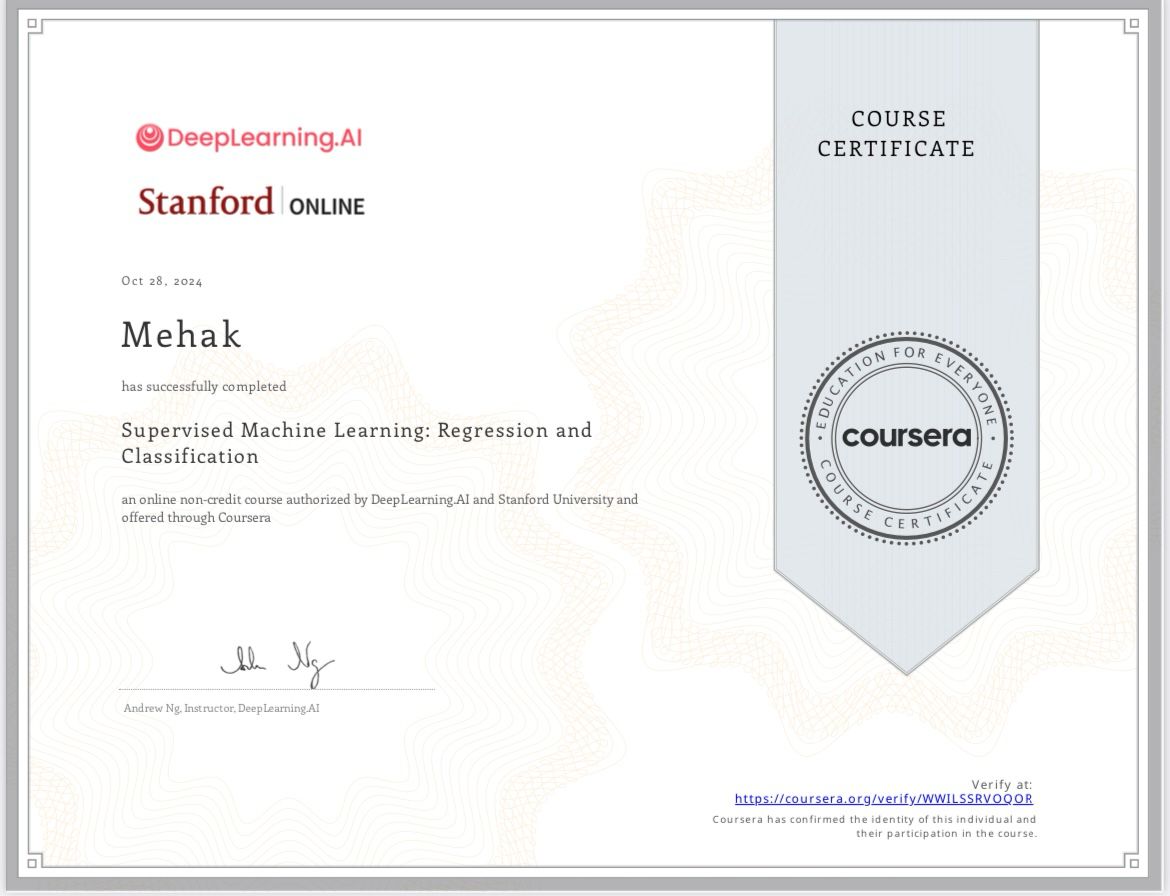 DeepLearning.AI
Stanford | ONLINE
Oct 28, 2024
Mehak
has successfully completed
Supervised Machine Learning: Regression and
Classification
an online non-credit course authorized by DeepLearning.AI and Stanford University and
offered through Coursera
Andrew Ng, Instructor, DeepLearning.AI
COURSE
CERTIFICATE
EDUCATION FOR EVERYONE
coursera
COURSE CERTIFICATE
Verify at:
https://coursera.org/verify/WWILSSRVOQOR
Coursera has confirmed the identity of this individual and
their participation in the course.